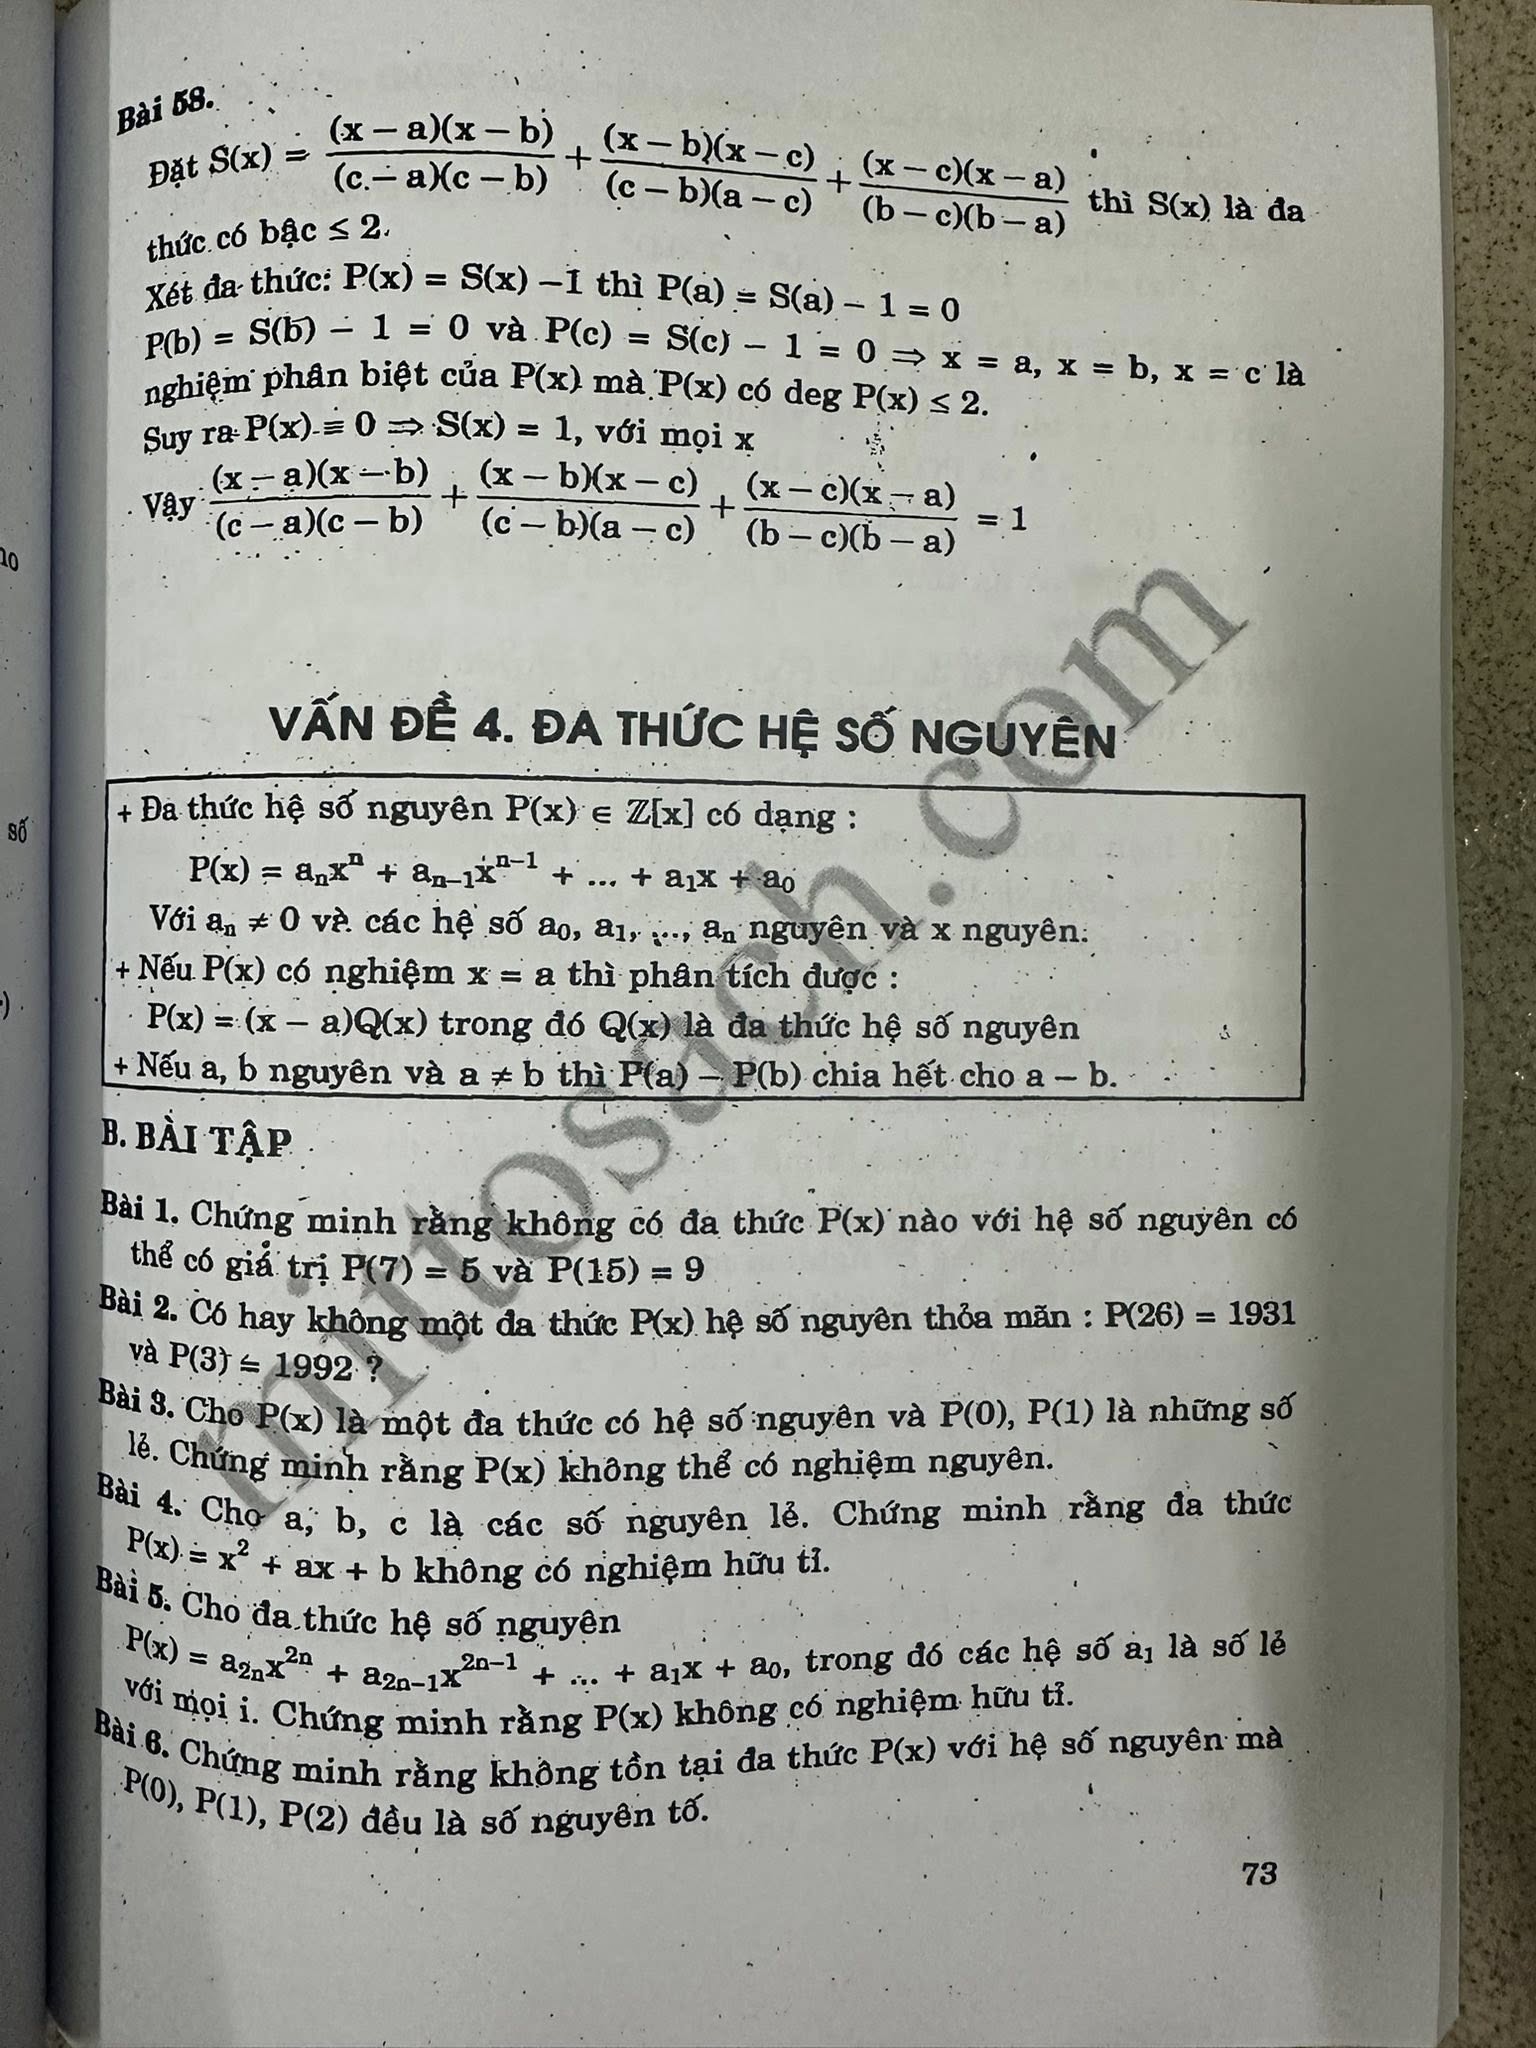 Bài 58.
Đặt S(x) = (x – a)(x – b)/(c – a)(c – b) + (x – b)(x – c)/(c – b)(a – c) + (x – c)(x – a)/(b – c)(b – a) thì S(x) là đa
thức có bậc ≤ 2.
Xét đa thức: P(x) = S(x) –1 thì P(a) = S(a) – 1 = 0
P(b) = S(b) – 1 = 0 và P(c) = S(c) – 1 = 0 ⇒ x = a, x = b, x = c là
nghiệm phân biệt của P(x) mà P(x) có deg P(x) ≤ 2.
Suy ra P(x) ≡ 0 ⇒ S(x) = 1, với mọi x
Vậy (x – a)(x – b)/(c – a)(c – b) + (x – b)(x – c)/(c – b)(a – c) + (x – c)(x – a)/(b – c)(b – a) = 1
VẤN ĐỀ 4. ĐA THỨC HỆ SỐ NGUYÊN
+ Đa thức hệ số nguyên P(x) ∈ ℤ[x] có dạng :
P(x) = aₙxⁿ + aₙ₋₁xⁿ⁻¹ + ... + a₁x + a₀
Với aₙ ≠ 0 và các hệ số a₀, a₁, ..., aₙ nguyên và x nguyên.
+ Nếu P(x) có nghiệm x = a thì phân tích được :
P(x) = (x – a)Q(x) trong đó Q(x) là đa thức hệ số nguyên
+ Nếu a, b nguyên và a ≠ b thì P(a) – P(b) chia hết cho a – b.
B. BÀI TẬP
Bài 1. Chứng minh rằng không có đa thức P(x) nào với hệ số nguyên có
thể có giá trị P(7) = 5 và P(15) = 9
Bài 2. Có hay không một đa thức P(x) hệ số nguyên thỏa mãn : P(26) = 1931
và P(3) = 1992 ?
Bài 3. Cho P(x) là một đa thức có hệ số nguyên và P(0), P(1) là những số
lẻ. Chứng minh rằng P(x) không thể có nghiệm nguyên.
Bài 4. Cho a, b, c là các số nguyên lẻ. Chứng minh rằng đa thức
P(x) = x² + ax + b không có nghiệm hữu tỉ.
Bài 5. Cho đa thức hệ số nguyên
P(x) = a₂ₙx²ⁿ + a₂ₙ₋₁x²ⁿ⁻¹ + ... + a₁x + a₀, trong đó các hệ số a₁ là số lẻ
với mọi i. Chứng minh rằng P(x) không có nghiệm hữu tỉ.
Bài 6. Chứng minh rằng không tồn tại đa thức P(x) với hệ số nguyên mà
P(0), P(1), P(2) đều là số nguyên tố.
73
số